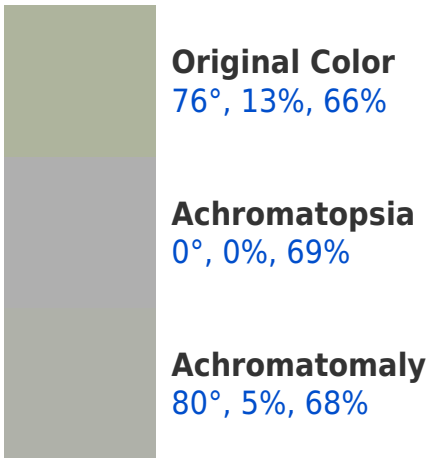 Original Color
76°, 13%, 66%
Achromatopsia
0°, 0%, 69%
Achromatomaly
80°, 5%, 68%